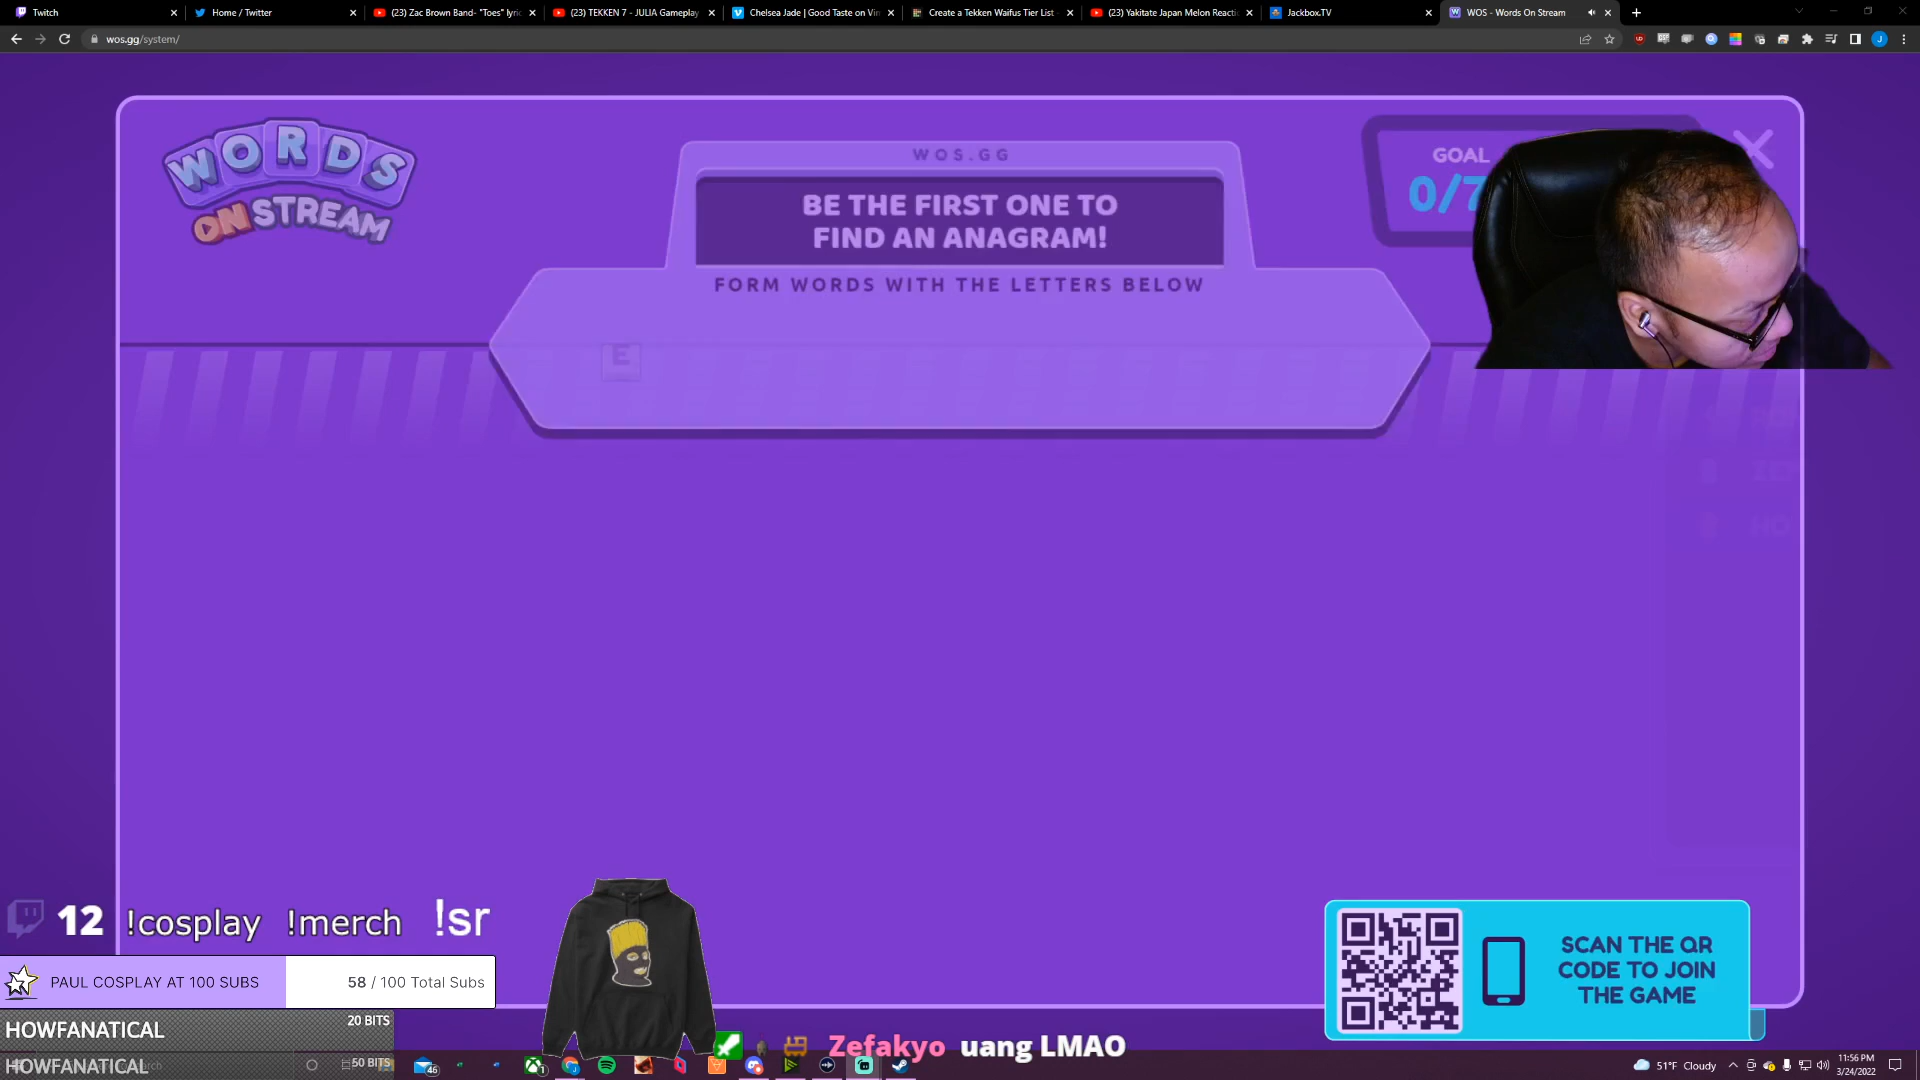 Twitch
Home / Twitter
(23) Zac Brown Band- "Toes" lyric
(23) TEKKEN 7 - JULIA Gameplay
Chelsea Jade | Good Taste on Vin
Create a Tekken Waifus Tier List -
(23) Yakitate Japan Melon Reactio
Jackbox.TV
WOS - Words On Stream
wos.gg/system/
WORDS
ON STREAM
WOS.GG
BE THE FIRST ONE TO
FIND AN ANAGRAM!
FORM WORDS WITH THE LETTERS BELOW
GOAL
0/7
E
HO
12 !cosplay !merch !sr
PAUL COSPLAY AT 100 SUBS 58 / 100 Total Subs
HOWFANATICAL 20 BITS
HOWFANATICAL 50 BITS
Zefakyo uang LMAO
SCAN THE QR
CODE TO JOIN
THE GAME
46
1
51°F Cloudy
11:56 PM
3/24/2022